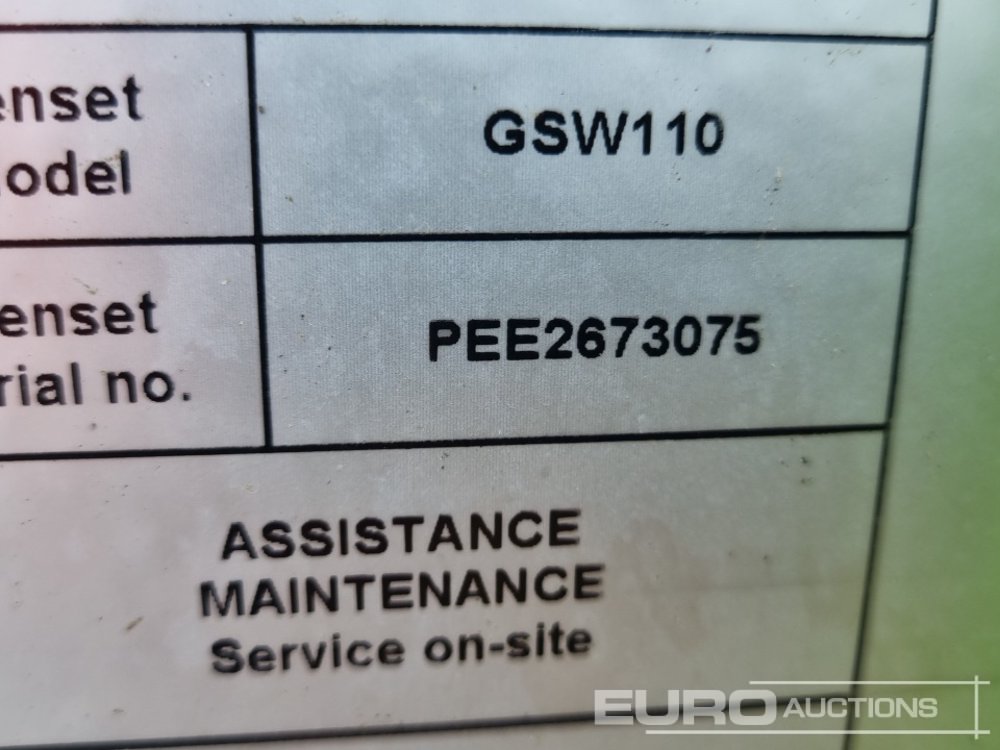 enset
odel
GSW110
enset
rial no.
PEE2673075
ASSISTANCE
MAINTENANCE
Service on-site
EURO AUCTIONS